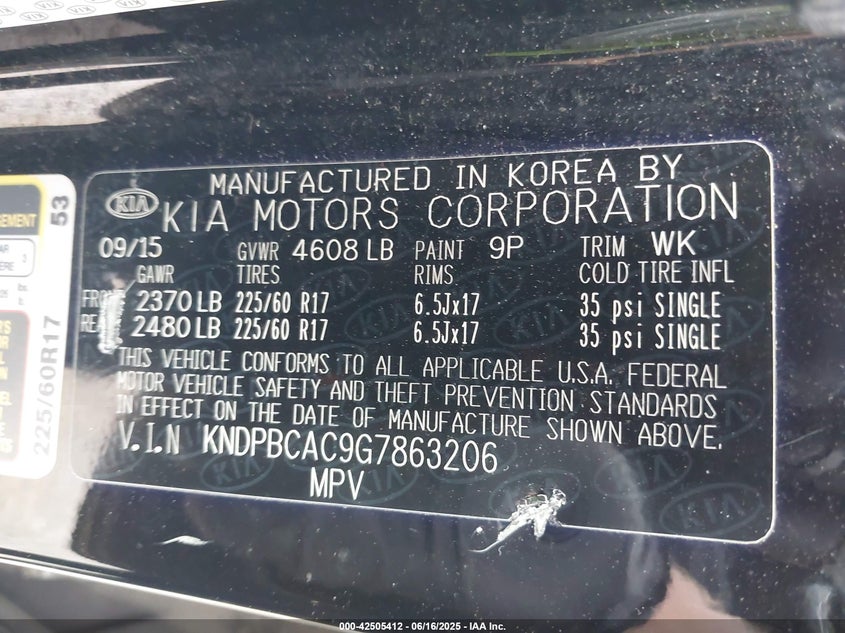 MANUFACTURED IN KOREA BY
KIA KIA MOTORS CORPORATION
09/15 GVWR 4608 LB PAINT 9P TRIM WK
GAWR TIRES RIMS COLD TIRE INFL
2370 LB 225/60 R17 6.5Jx17 35 psi SINGLE
2480 LB 225/60 R17 6.5Jx17 35 psi SINGLE
THIS VEHICLE CONFORMS TO ALL APPLICABLE U.S.A. FEDERAL
MOTOR VEHICLE SAFETY AND THEFT PREVENTION STANDARDS
IN EFFECT ON THE DATE OF MANUFACTURE SHOWN ABOVE.
V.I.N KNDPBCAC9G7863206
MPV
53
225/60R17
000-42505412 - 06/16/2025 - IAA Inc.